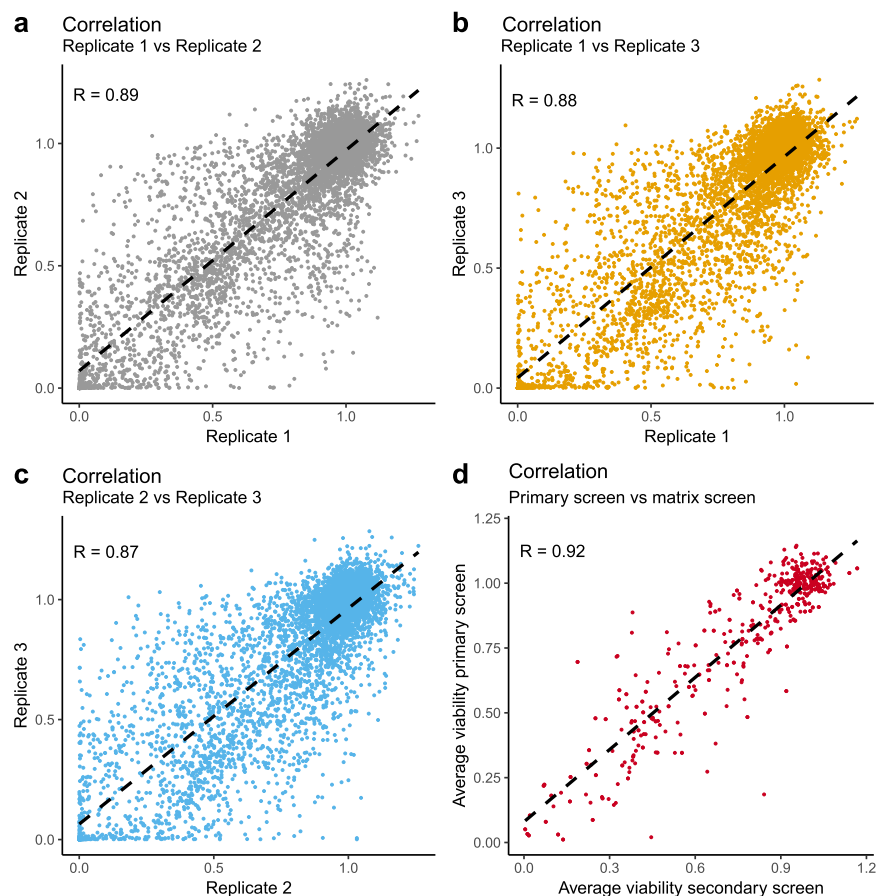 a
Correlation
Replicate 1 vs Replicate 2
R = 0.89
1.0
0.5
0.0
Replicate 2
0.0 0.5 1.0
Replicate 1
b
Correlation
Replicate 1 vs Replicate 3
R = 0.88
1.0
0.5
0.0
Replicate 3
0.0 0.5 1.0
Replicate 1
c
Correlation
Replicate 2 vs Replicate 3
R = 0.87
1.0
0.5
0.0
Replicate 3
0.0 0.5 1.0
Replicate 2
d
Correlation
Primary screen vs matrix screen
R = 0.92
1.25
1.00
0.75
0.50
0.25
0.00
Average viability primary screen
0.0 0.3 0.6 0.9 1.2
Average viability secondary screen